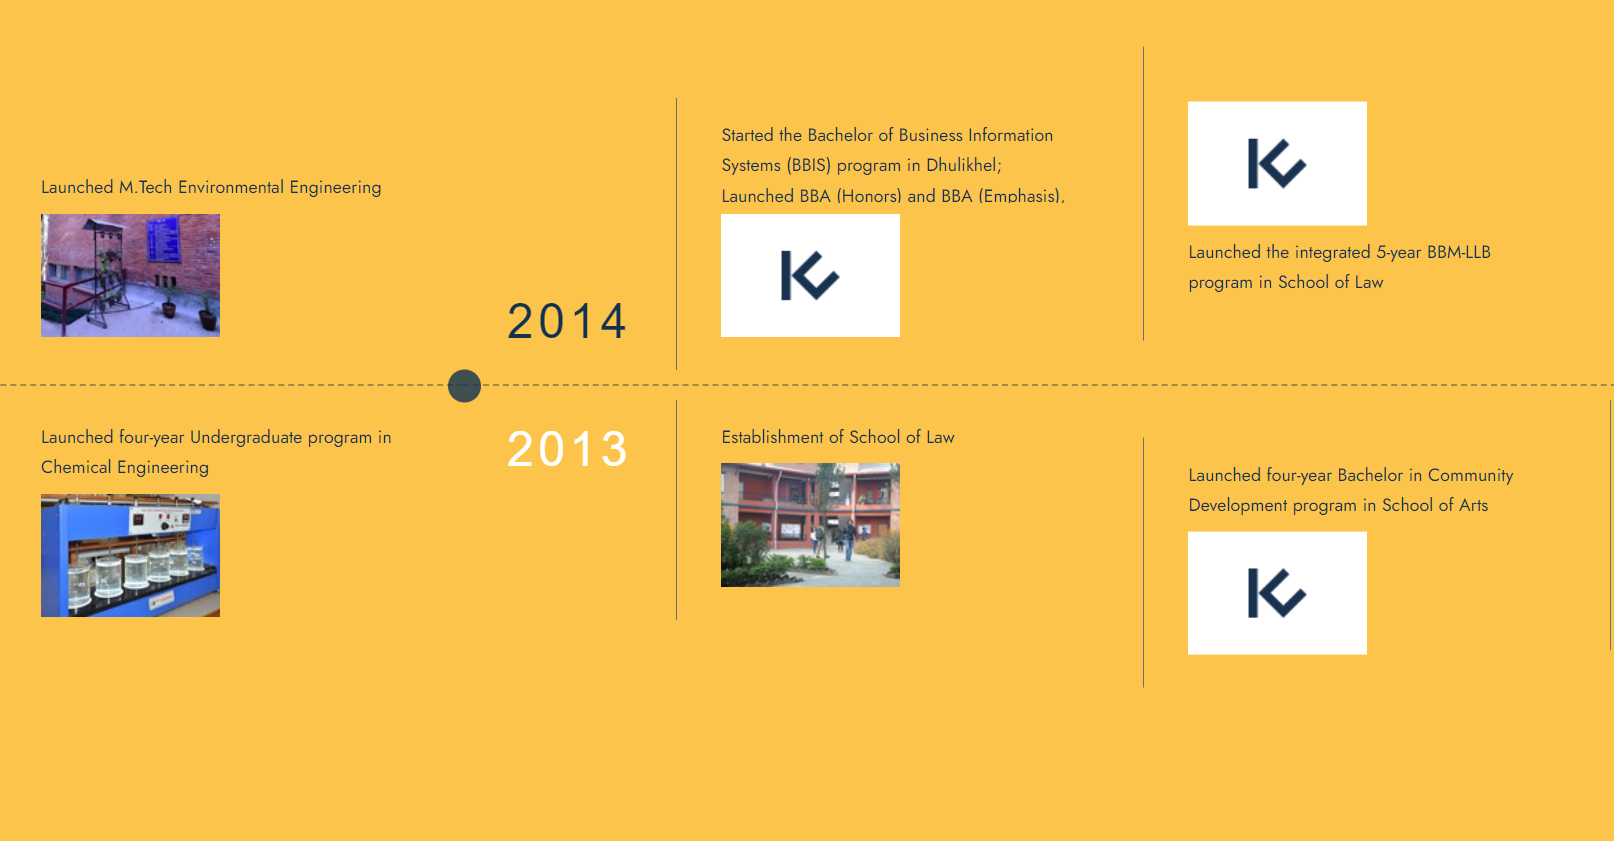 Launched M.Tech Environmental Engineering
2014
Started the Bachelor of Business Information
Systems (BBIS) program in Dhulikhel;
Launched BBA (Honors) and BBA (Emphasis),
Launched the integrated 5-year BBM-LLB
program in School of Law
Launched four-year Undergraduate program in
Chemical Engineering
2013
Establishment of School of Law
Launched four-year Bachelor in Community
Development program in School of Arts